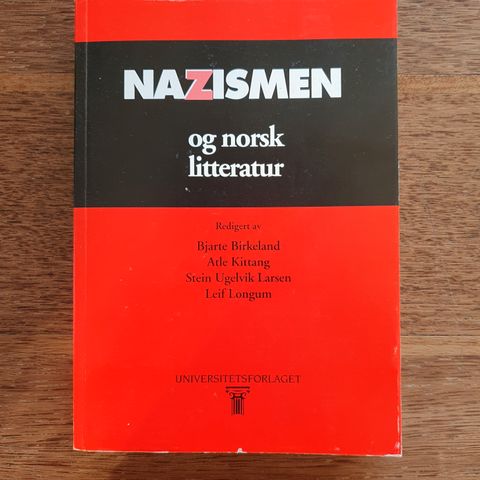 NAZISMEN
og norsk
litteratur
Redigert av
Bjarte Birkeland
Atle Kittang
Stein Ugelvik Larsen
Leif Longum
UNIVERSITETSFORLAGET